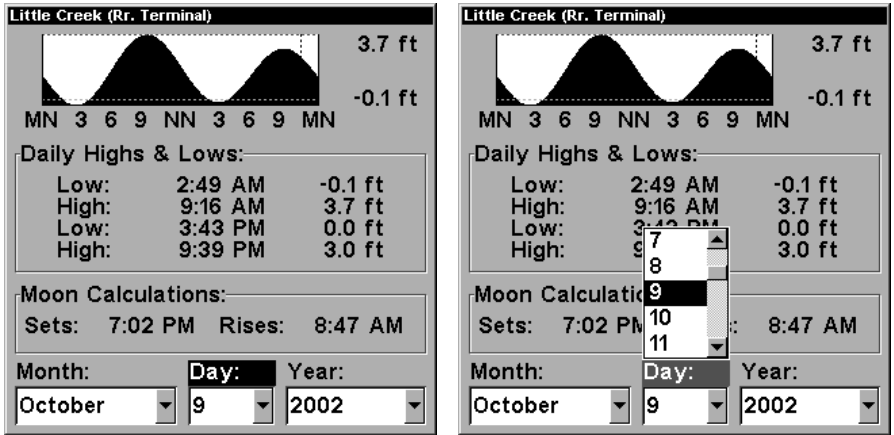 Little Creek (Rr. Terminal)
3.7 ft
-0.1 ft
MN 3 6 9 NN 3 6 9 MN
Daily Highs & Lows:
Low: 2:49 AM -0.1 ft
High: 9:16 AM 3.7 ft
Low: 3:43 PM 0.0 ft
High: 9:39 PM 3.0 ft
Moon Calculations:
Sets: 7:02 PM Rises: 8:47 AM
Month: Day: Year:
October 9 2002
Little Creek (Rr. Terminal)
3.7 ft
-0.1 ft
MN 3 6 9 NN 3 6 9 MN
Daily Highs & Lows:
Low: 2:49 AM -0.1 ft
High: 9:16 AM 3.7 ft
Low: 0.0 ft
High: 3.0 ft
7
8
9
10
11
Moon
Sets: 7:02 8:47 AM
Month: Day: Year:
October 9 2002